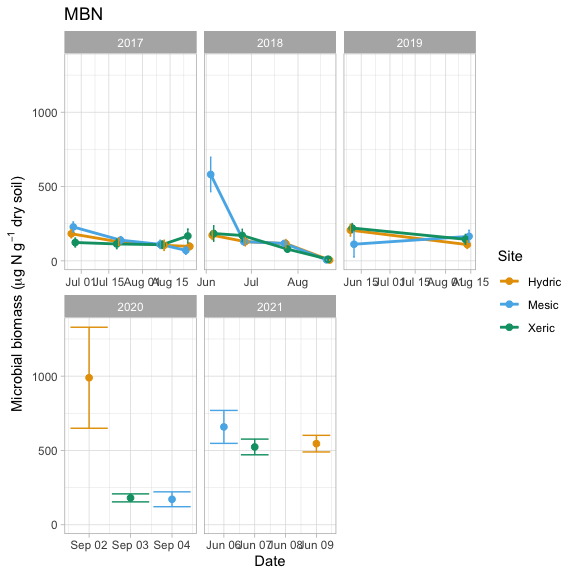 MBN
2017 2018 2019
1000
500
0
Jul 01 Jul 15 Aug 01 Aug 15 Jun Jul Aug Jun 15 Jul 01 Jul 15 Aug 01 Aug 15
2020 2021
1000
500
0
Sep 02 Sep 03 Sep 04 Jun 06 Jun 07 Jun 08 Jun 09
Date
Microbial biomass (μg N g⁻¹ dry soil)
Site
Hydric
Mesic
Xeric